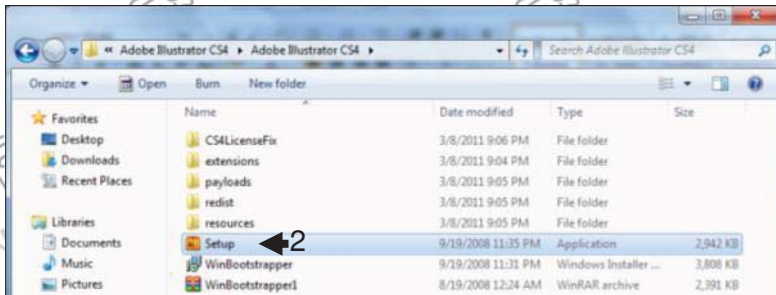 « Adobe Illustrator CS4 ▸ Adobe Illustrator CS4 ▸ Search Adobe Illustrator CS4
Organize Open Burn New folder
Name Date modified Type Size
Favorites
Desktop
Downloads
Recent Places
Libraries
Documents
Music
Pictures
CS4LicenseFix 3/8/2011 9:06 PM File folder
extensions 3/8/2011 9:04 PM File folder
payloads 3/8/2011 9:05 PM File folder
redist 3/8/2011 9:05 PM File folder
resources 3/8/2011 9:05 PM File folder
Setup 2 9/19/2008 11:35 PM Application 2,942 KB
WinBootstrapper 9/19/2008 11:31 PM Windows Installer ... 3,808 KB
WinBootstrapper1 8/19/2008 12:24 AM WinRAR archive 2,391 KB